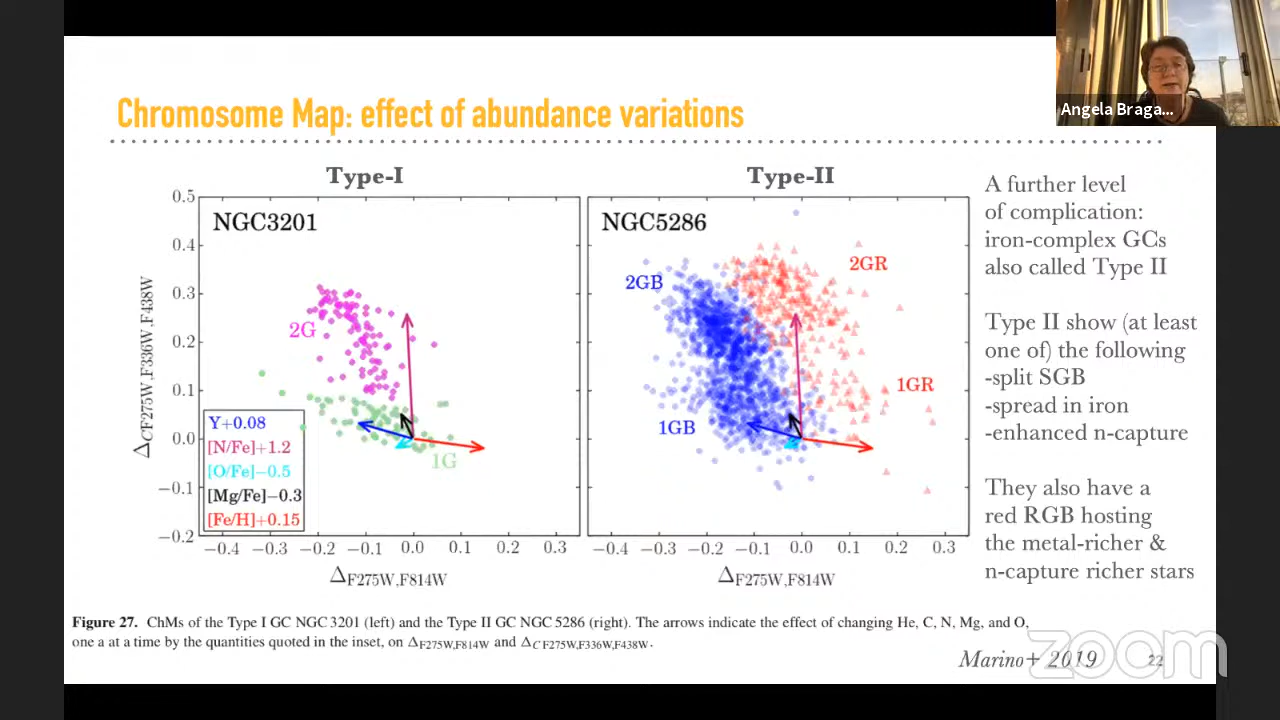 Angela Braga...
Chromosome Map: effect of abundance variations
Type-I
Type-II
0.5
0.4
0.3
0.2
0.1
0.0
−0.1
−0.2
NGC3201
2G
1G
Y+0.08
[N/Fe]+1.2
[O/Fe]−0.5
[Mg/Fe]−0.3
[Fe/H]+0.15
−0.4 −0.3 −0.2 −0.1 0.0 0.1 0.2 0.3
Δ_F275W,F814W
Δ_C F275W,F336W,F438W
NGC5286
2GB
2GR
1GR
1GB
−0.4 −0.3 −0.2 −0.1 0.0 0.1 0.2 0.3
Δ_F275W,F814W
A further level
of complication:
iron-complex GCs
also called Type II
Type II show (at least
one of) the following
-split SGB
-spread in iron
-enhanced n-capture
They also have a
red RGB hosting
the metal-richer &
n-capture richer stars
Figure 27. ChMs of the Type I GC NGC 3201 (left) and the Type II GC NGC 5286 (right). The arrows indicate the effect of changing He, C, N, Mg, and O,
one a at a time by the quantities quoted in the inset, on Δ_F275W,F814W and Δ_C F275W,F336W,F438W.
Marino+ 2019
22
zoom